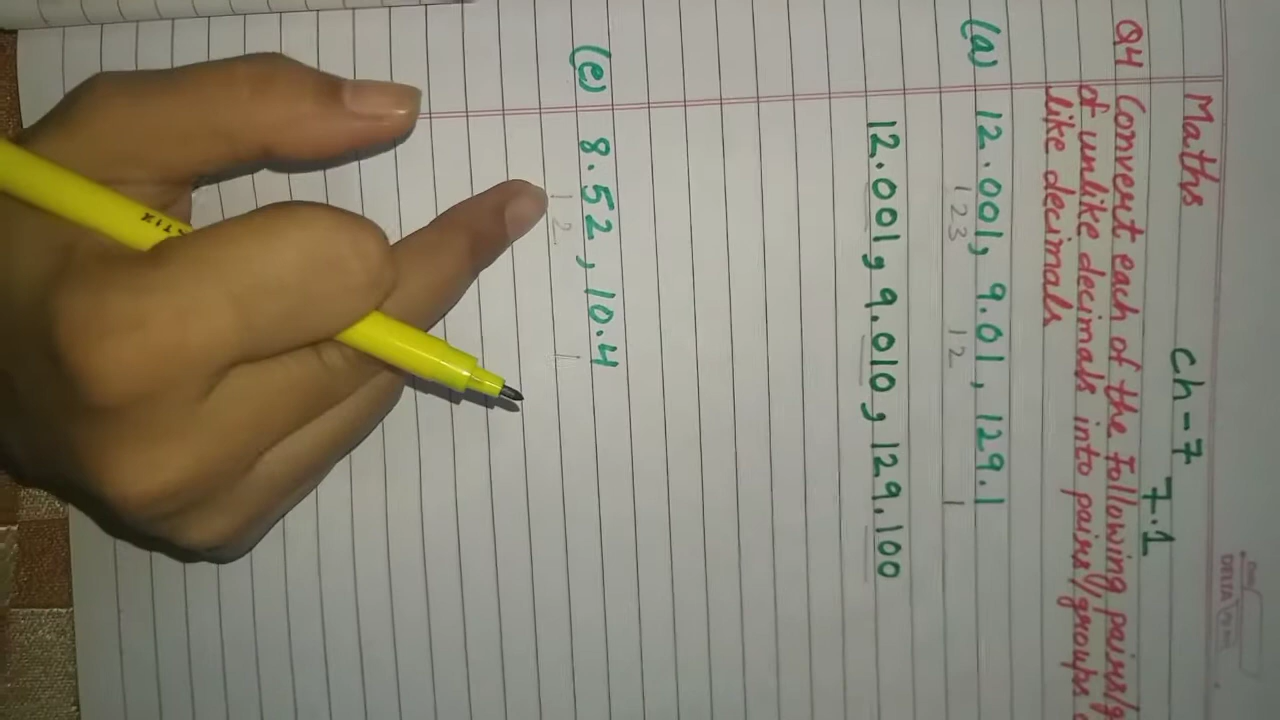 Maths
Ch-7
7.1
Q4 Convert each of the following pairs/g
of unlike decimals into pairs/groups
like decimals
(a) 12.001, 9.01, 129.1
123 12 1
12.001, 9.010, 129.100
(e) 8.52, 10.4
12 1
DELTA